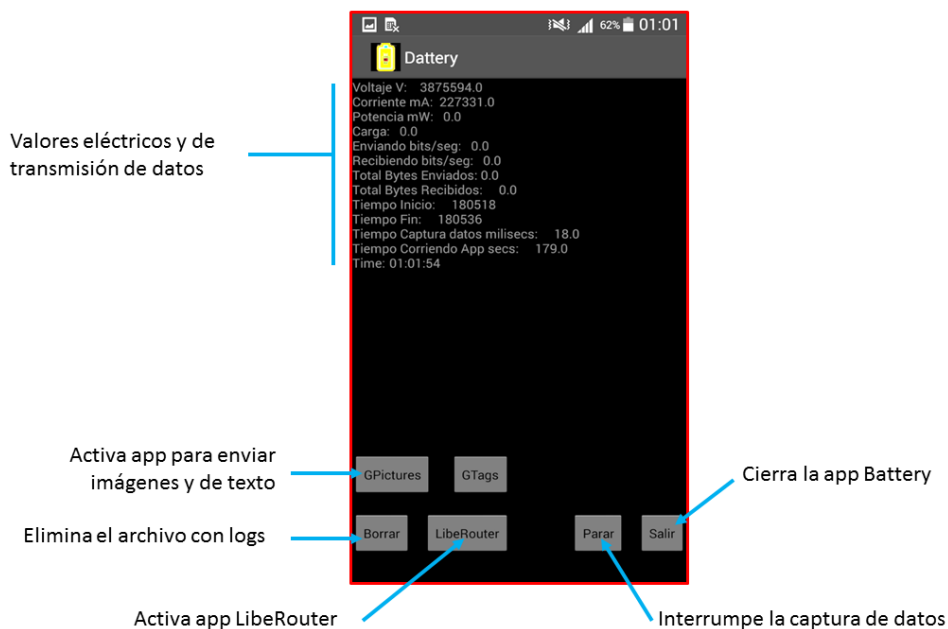 62% 01:01
Dattery
Voltaje V: 3875594.0
Corriente mA: 227331.0
Potencia mW: 0.0
Carga: 0.0
Enviando bits/seg: 0.0
Recibiendo bits/seg: 0.0
Total Bytes Enviados: 0.0
Total Bytes Recibidos: 0.0
Tiempo Inicio: 180518
Tiempo Fin: 180536
Tiempo Captura datos milisecs: 18.0
Tiempo Corriendo App secs: 179.0
Time: 01:01:54
Valores eléctricos y de
transmisión de datos
Activa app para enviar
imágenes y de texto
GPictures
GTags
Cierra la app Battery
Elimina el archivo con logs
Borrar
LibeRouter
Parar
Salir
Activa app LibeRouter
Interrumpe la captura de datos